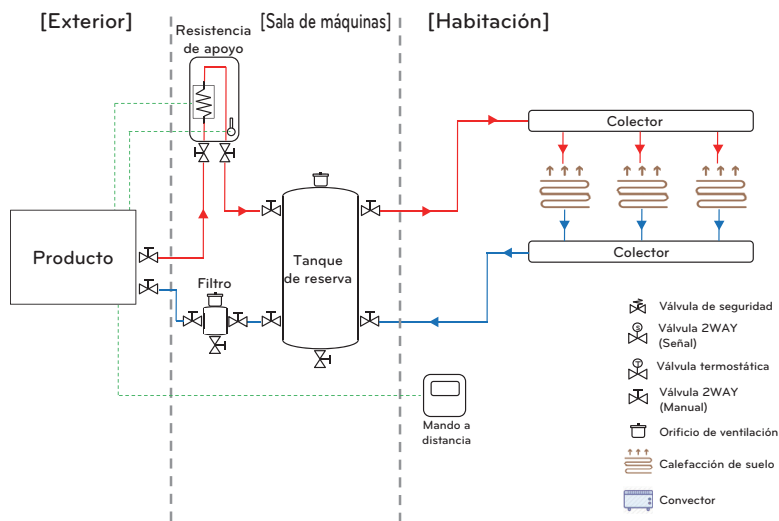 [Exterior]
[Sala de máquinas]
[Habitación]
Resistencia
de apoyo
Colector
Producto
Tanque
de reserva
Filtro
Colector
Mando a
distancia
Válvula de seguridad
S
Válvula 2WAY
(Señal)
T
Válvula termostática
Válvula 2WAY
(Manual)
Orificio de ventilación
Calefacción de suelo
Convector